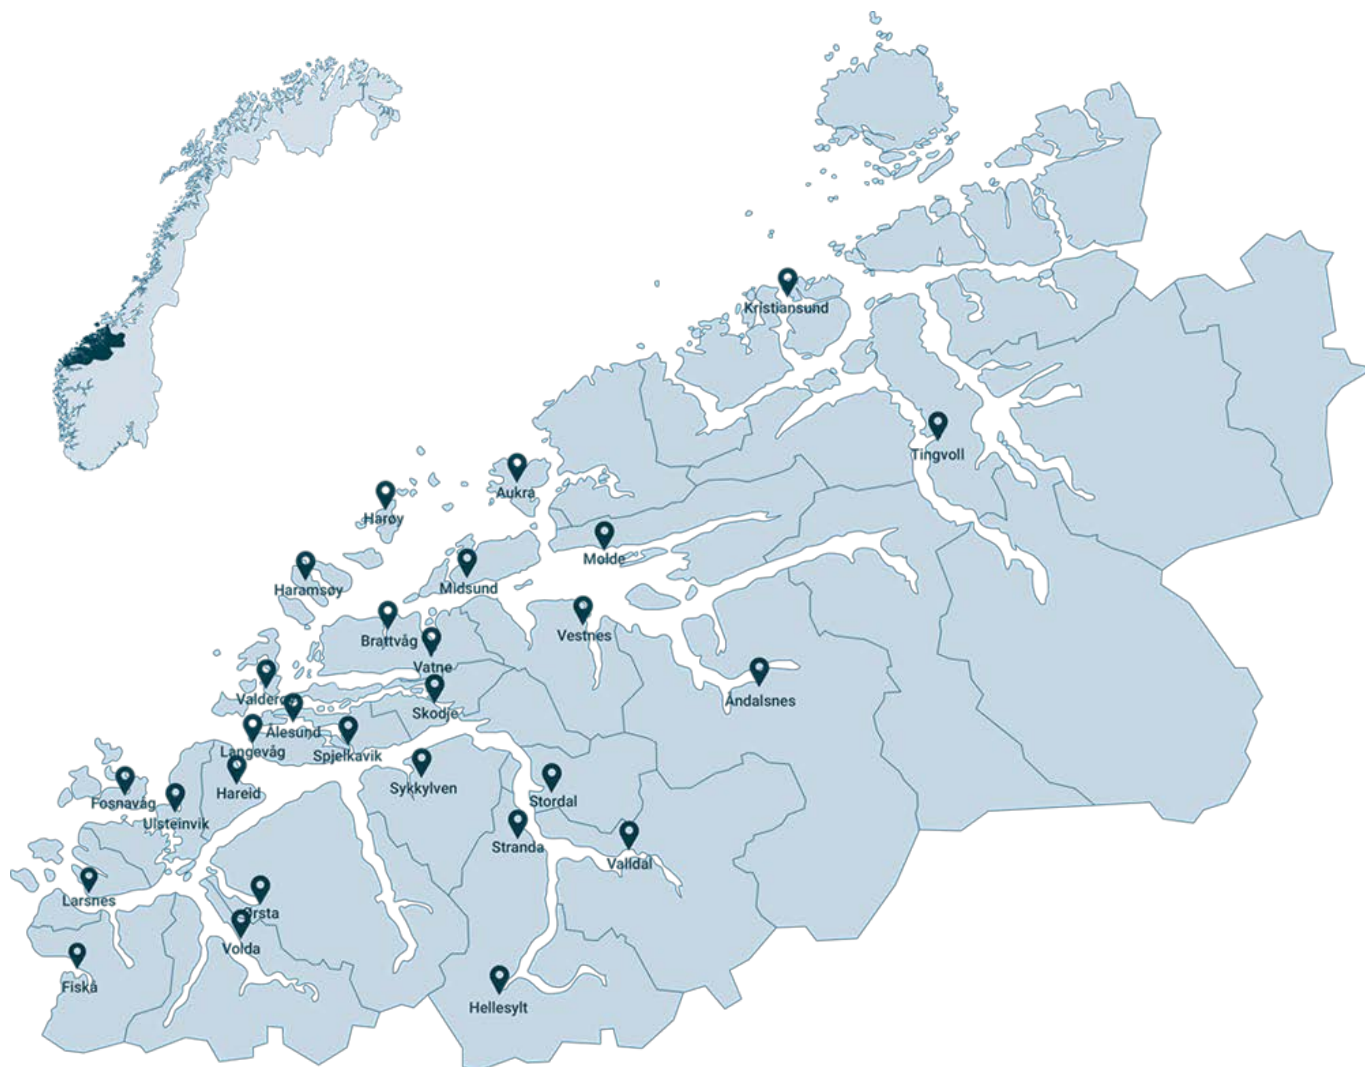 Kristiansund
Tingvoll
Aukra
Harøy
Molde
Haramsøy
Midsund
Brattvåg
Vestnes
Vatne
Valderøy
Åndalsnes
Skodje
Ålesund
Langevåg
Spjelkavik
Hareid
Sykkylven
Fosnavåg
Stordal
Ulsteinvik
Stranda
Valldal
Larsnes
Ørsta
Volda
Fiskå
Hellesylt